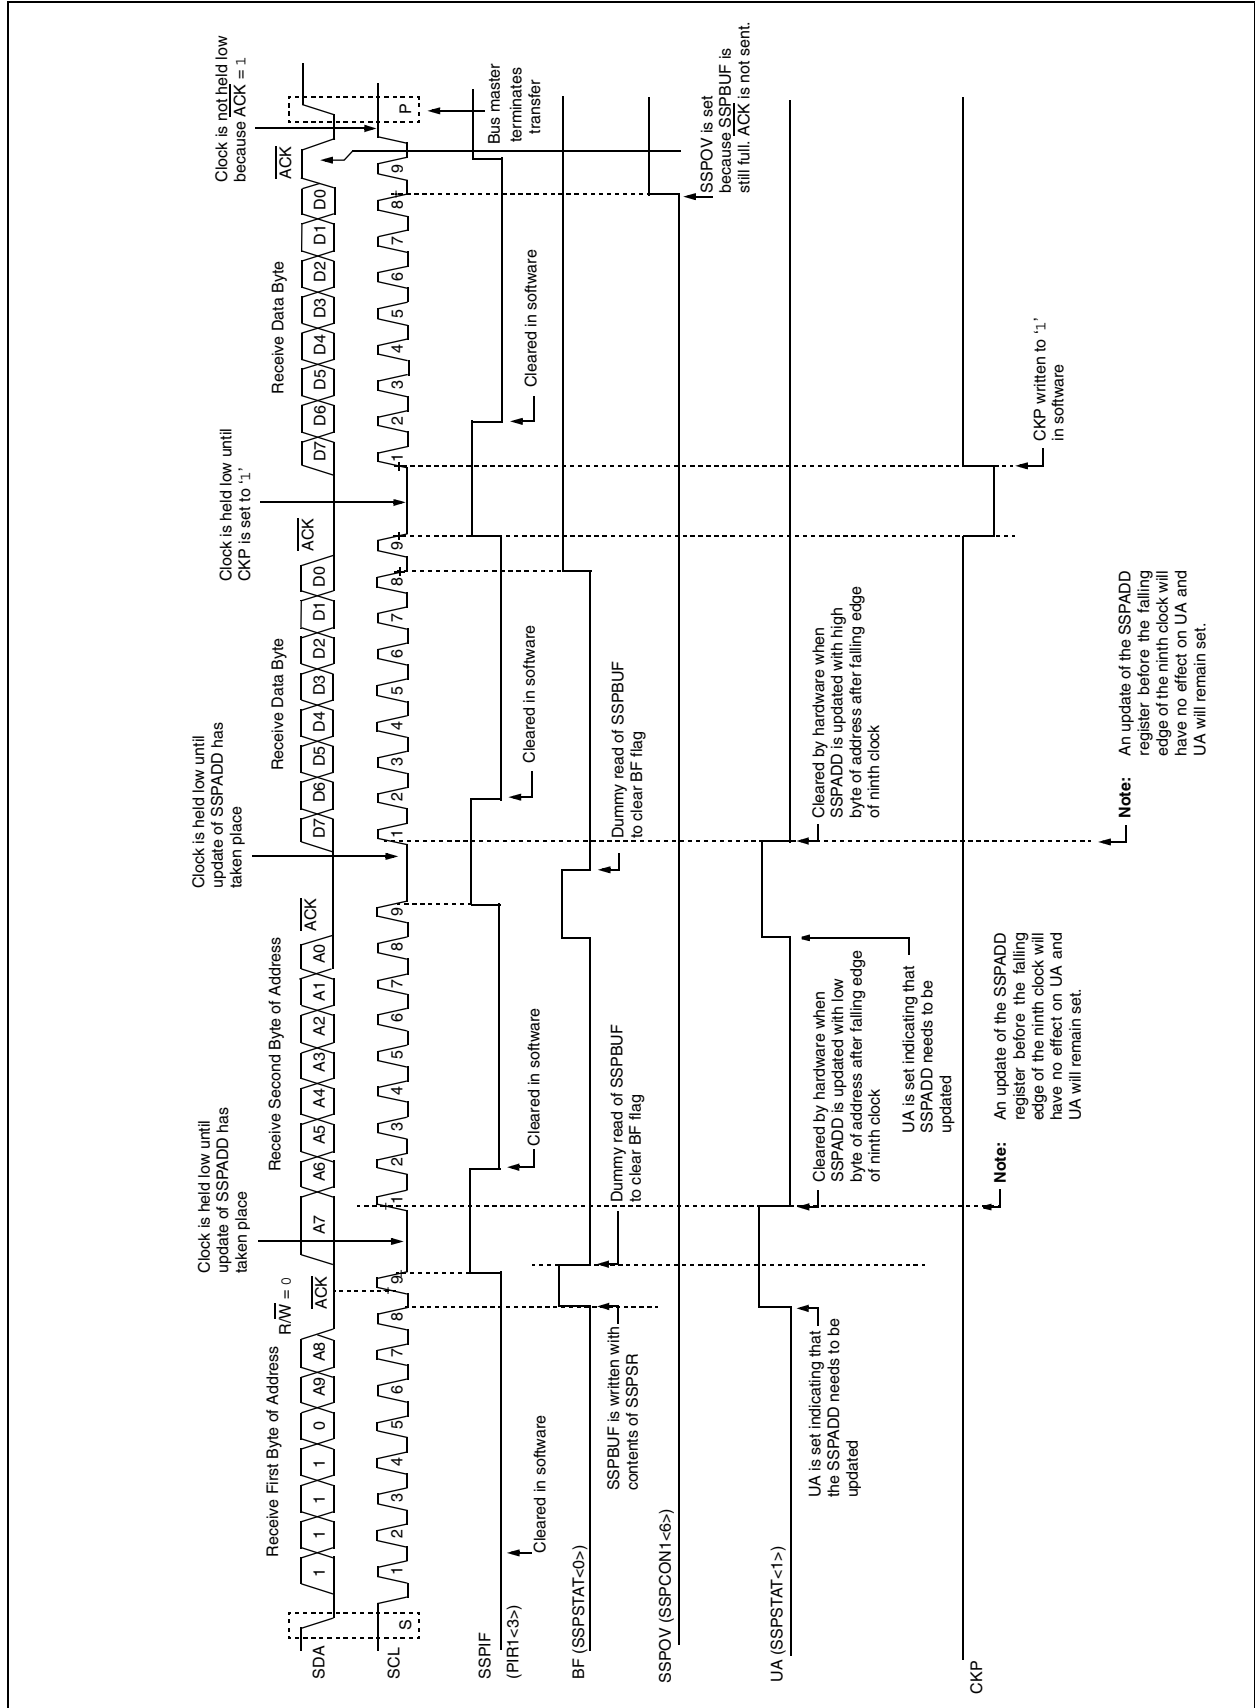 Clock is held low until
update of SSPADD has
taken place
Clock is held low until
update of SSPADD has
taken place
Clock is held low until
CKP is set to ‘1’
Clock is not held low
because ACK = 1
R/W = 0
Receive First Byte of Address
Receive Second Byte of Address
Receive Data Byte
Receive Data Byte
SDA
1 1 1 1 0 A9 A8 ACK A7 A6 A5 A4 A3 A2 A1 A0 ACK D7 D6 D5 D4 D3 D2 D1 D0 ACK D7 D6 D5 D4 D3 D2 D1 D0 ACK
SCL
S 1 2 3 4 5 6 7 8 9 1 2 3 4 5 6 7 8 9 1 2 3 4 5 6 7 8 9 1 2 3 4 5 6 7 8 9 P
Bus master
terminates
transfer
SSPIF
(PIR1<3>)
Cleared in software
Cleared in software
Cleared in software
Cleared in software
BF (SSPSTAT<0>)
SSPBUF is written with
contents of SSPSR
Dummy read of SSPBUF
to clear BF flag
Dummy read of SSPBUF
to clear BF flag
SSPOV (SSPCON1<6>)
SSPOV is set
because SSPBUF is
still full. ACK is not sent.
UA (SSPSTAT<1>)
UA is set indicating that
the SSPADD needs to be
updated
Cleared by hardware when
SSPADD is updated with low
byte of address after falling edge
of ninth clock
UA is set indicating that
SSPADD needs to be
updated
Cleared by hardware when
SSPADD is updated with high
byte of address after falling edge
of ninth clock
CKP
CKP written to ‘1’
in software
Note: An update of the SSPADD
register before the falling
edge of the ninth clock will
have no effect on UA and
UA will remain set.
Note: An update of the SSPADD
register before the falling
edge of the ninth clock will
have no effect on UA and
UA will remain set.